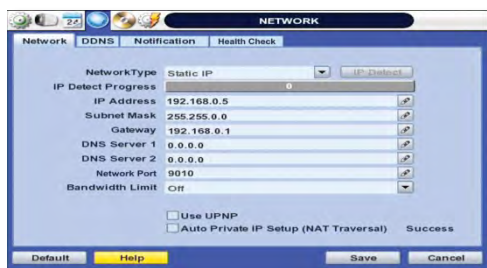 24 NETWORK
Network DDNS Notification Health Check
NetworkType Static IP IP Detect
IP Detect Progress 0
IP Address 192.168.0.5
Subnet Mask 255.255.0.0
Gateway 192.168.0.1
DNS Server 1 0.0.0.0
DNS Server 2 0.0.0.0
Network Port 9010
Bandwidth Limit Off
Use UPNP
Auto Private IP Setup (NAT Traversal) Success
Default Help Save Cancel